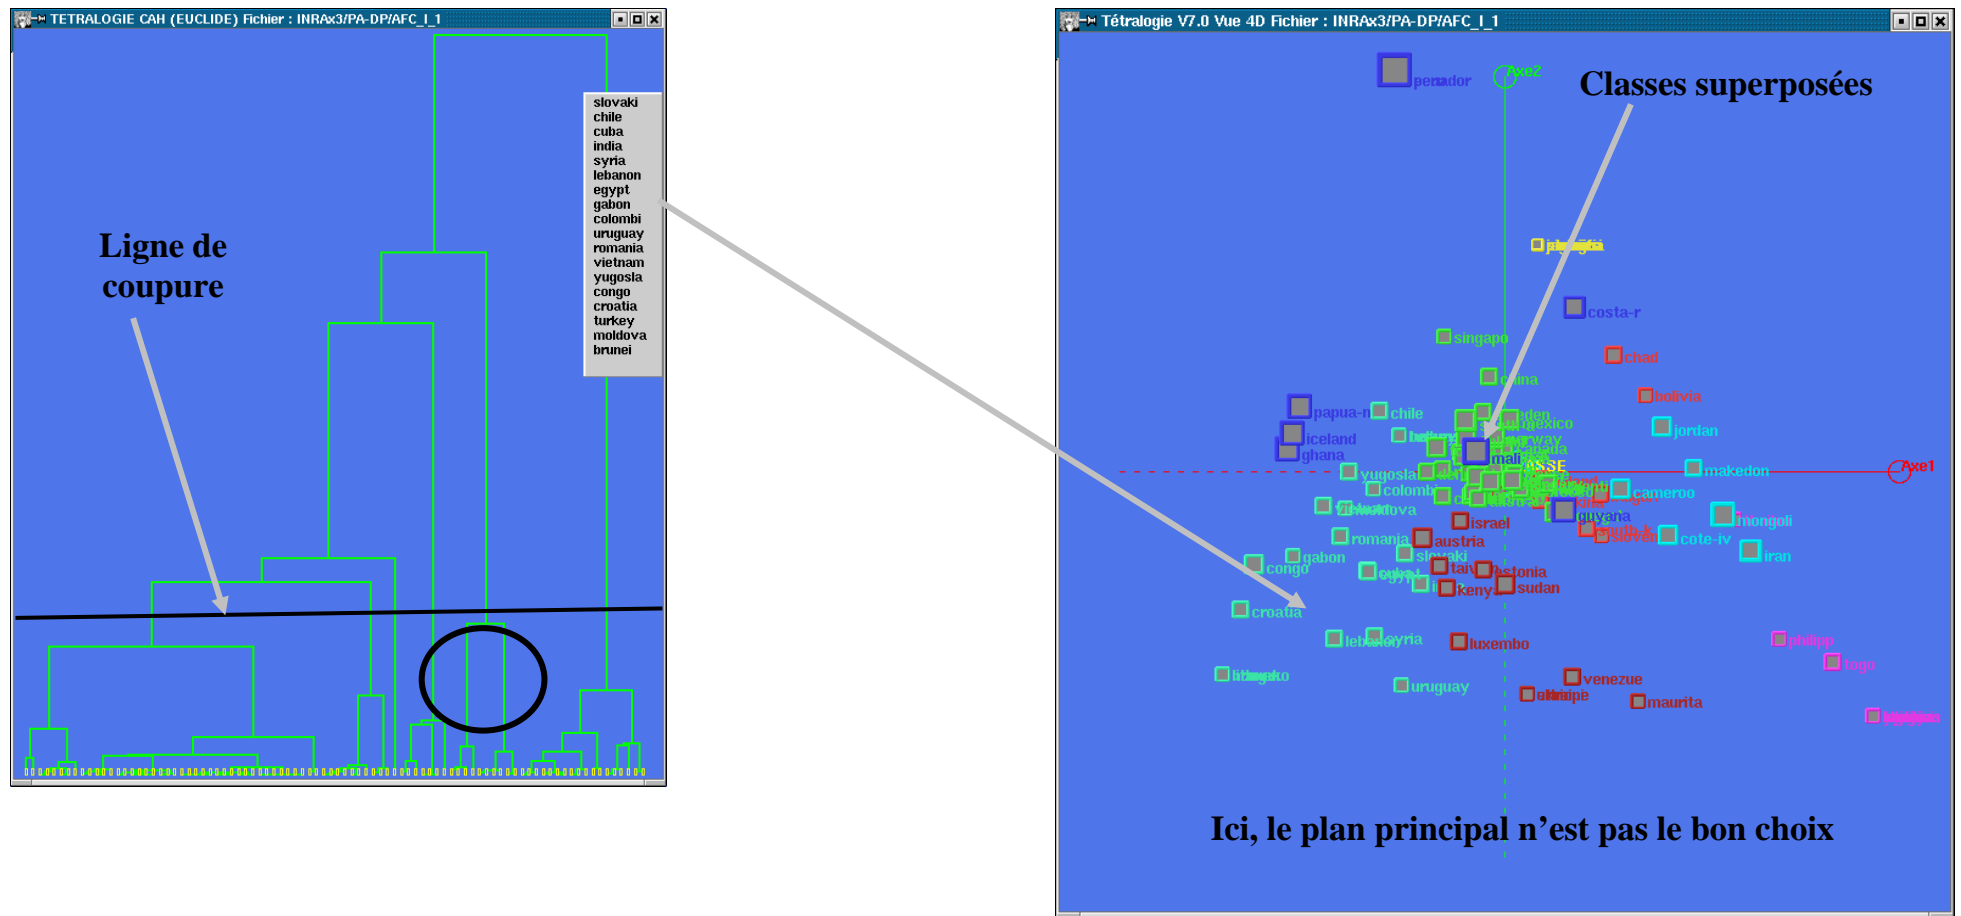 TETRALOGIE CAH (EUCLIDE) Fichier : INRAx3/PA-DP/AFC_I_1
slovaki
chile
cuba
india
syria
lebanon
egypt
gabon
colombi
uruguay
romania
vietnam
yugosla
congo
croatia
turkey
moldova
brunei
Ligne de
coupure
Tétralogie V7.0 Vue 4D Fichier : INRAx3/PA-DP/AFC_I_1
Axe2
Classes superposées
costa-r
singapo
chad
china
bolivia
papua-n
chile
mexico
jordan
iceland
ghana
mali
yugosla
makedon
Axe1
colombi
cameroo
guyana
mongoli
israel
romania
austria
slovaki
cote-iv
iran
gabon
congo
estonia
kenya
sudan
croatia
lebanon
syria
luxembo
philipp
togo
venezue
uruguay
maurita
Ici, le plan principal n’est pas le bon choix